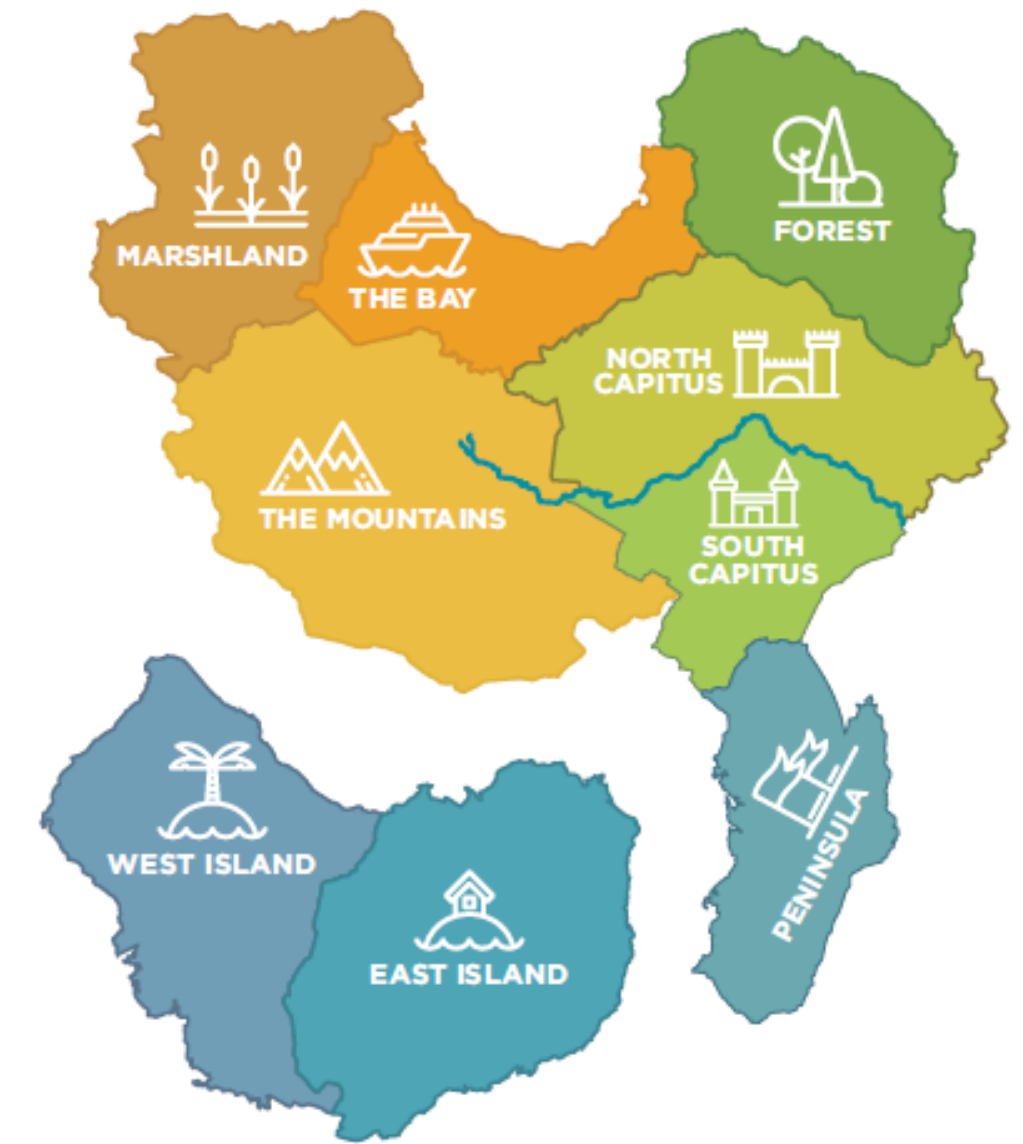 FOREST
MARSHLAND
THE BAY
NORTH
CAPITUS
THE MOUNTAINS
SOUTH
CAPITUS
WEST ISLAND
PENINSULA
EAST ISLAND